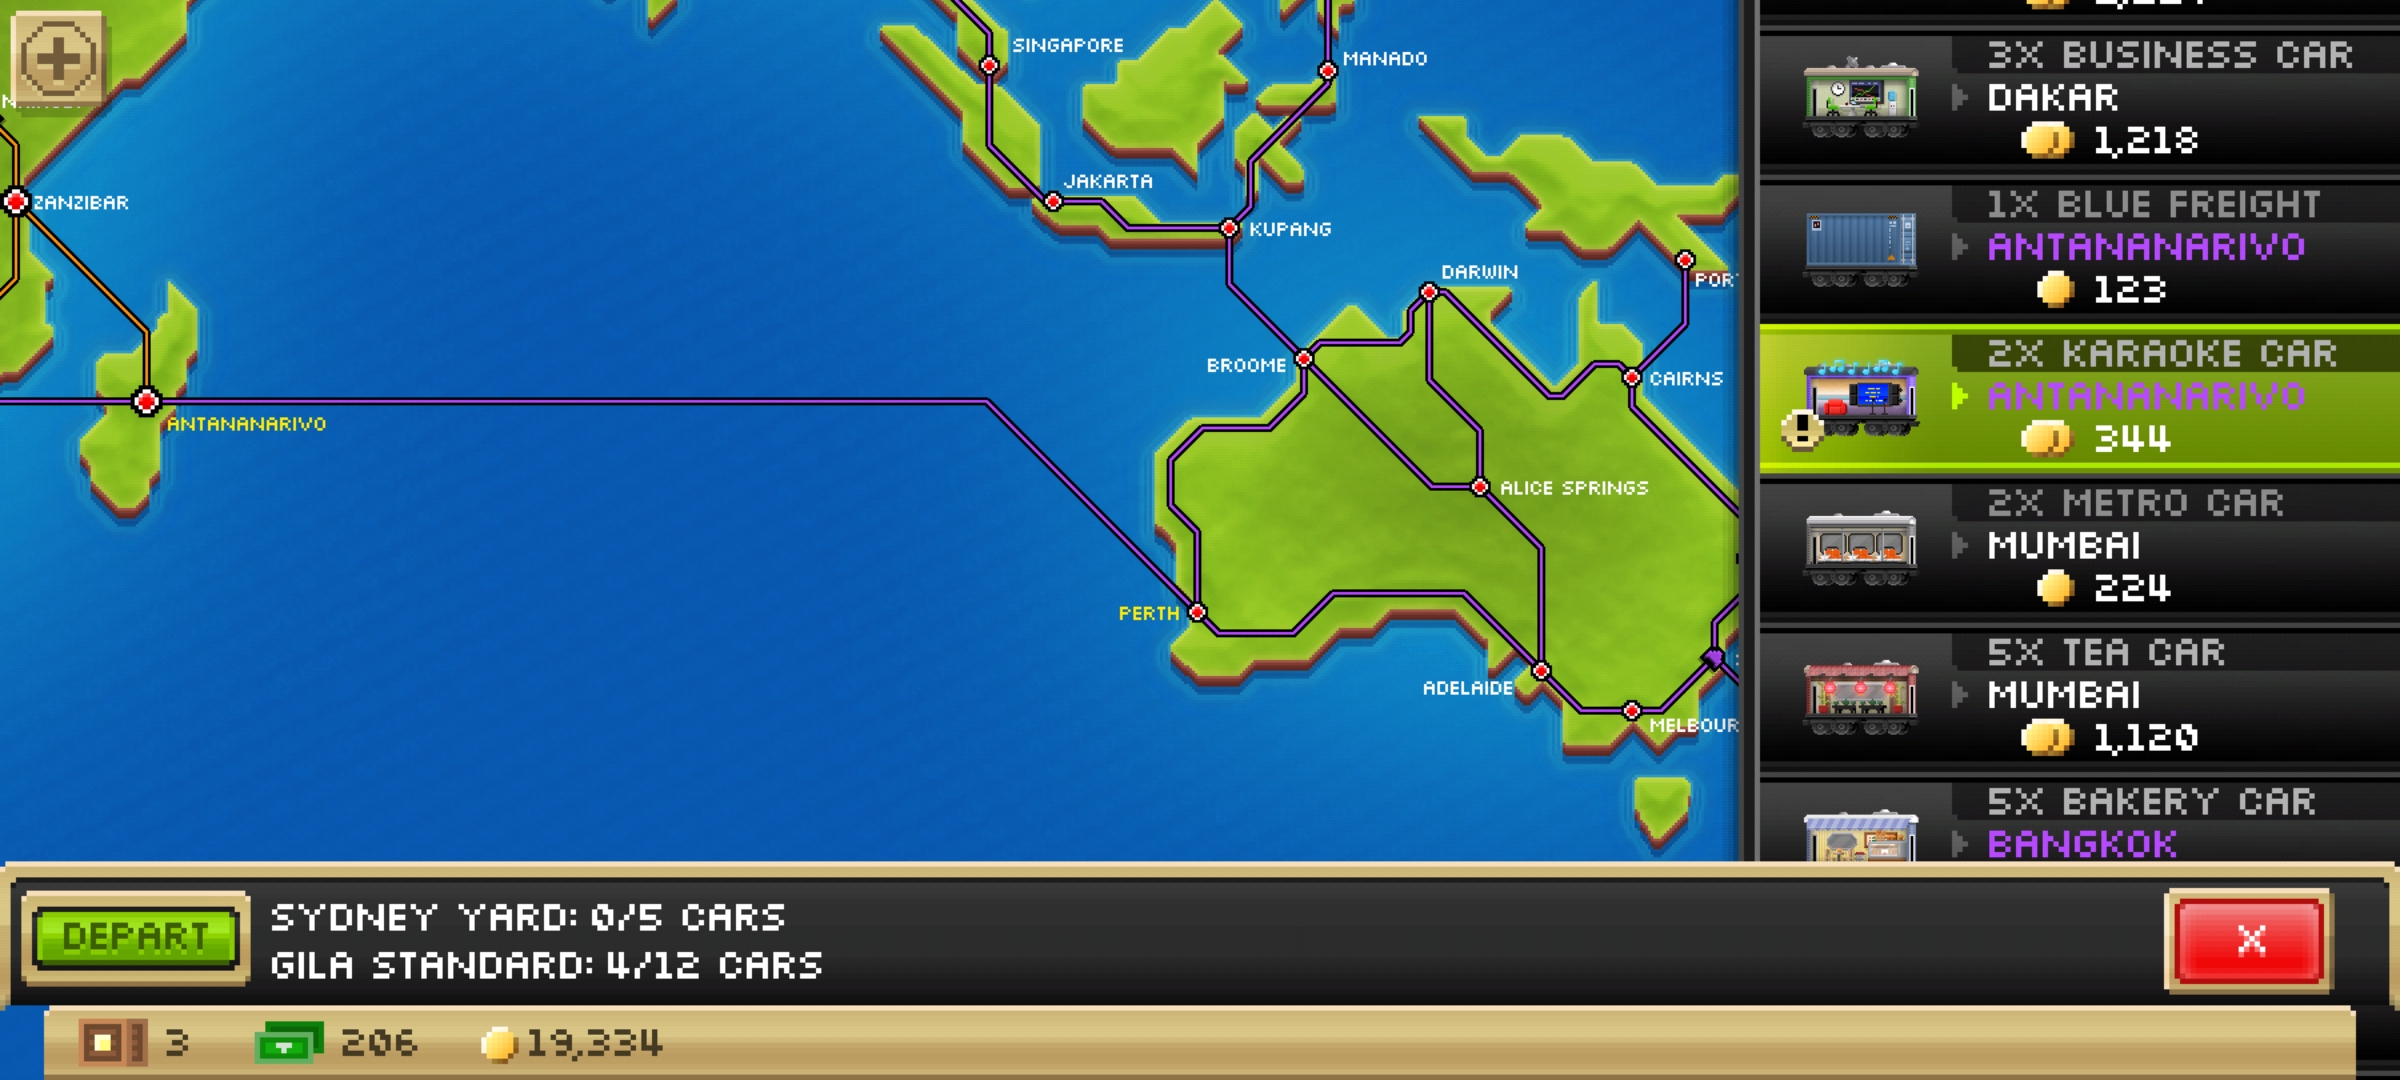 SINGAPORE
MANADO
ZANZIBAR
JAKARTA
KUPANG
DARWIN
BROOME
CAIRNS
ANTANANARIVO
ALICE SPRINGS
PERTH
ADELAIDE
3X BUSINESS CAR
DAKAR
1,218
1X BLUE FREIGHT
ANTANANARIVO
123
2X KARAOKE CAR
ANTANANARIVO
344
2X METRO CAR
MUMBAI
224
5X TEA CAR
MUMBAI
1,120
5X BAKERY CAR
BANGKOK
DEPART
SYDNEY YARD: 0/5 CARS
GILA STANDARD: 4/12 CARS
X
3
206
19,334